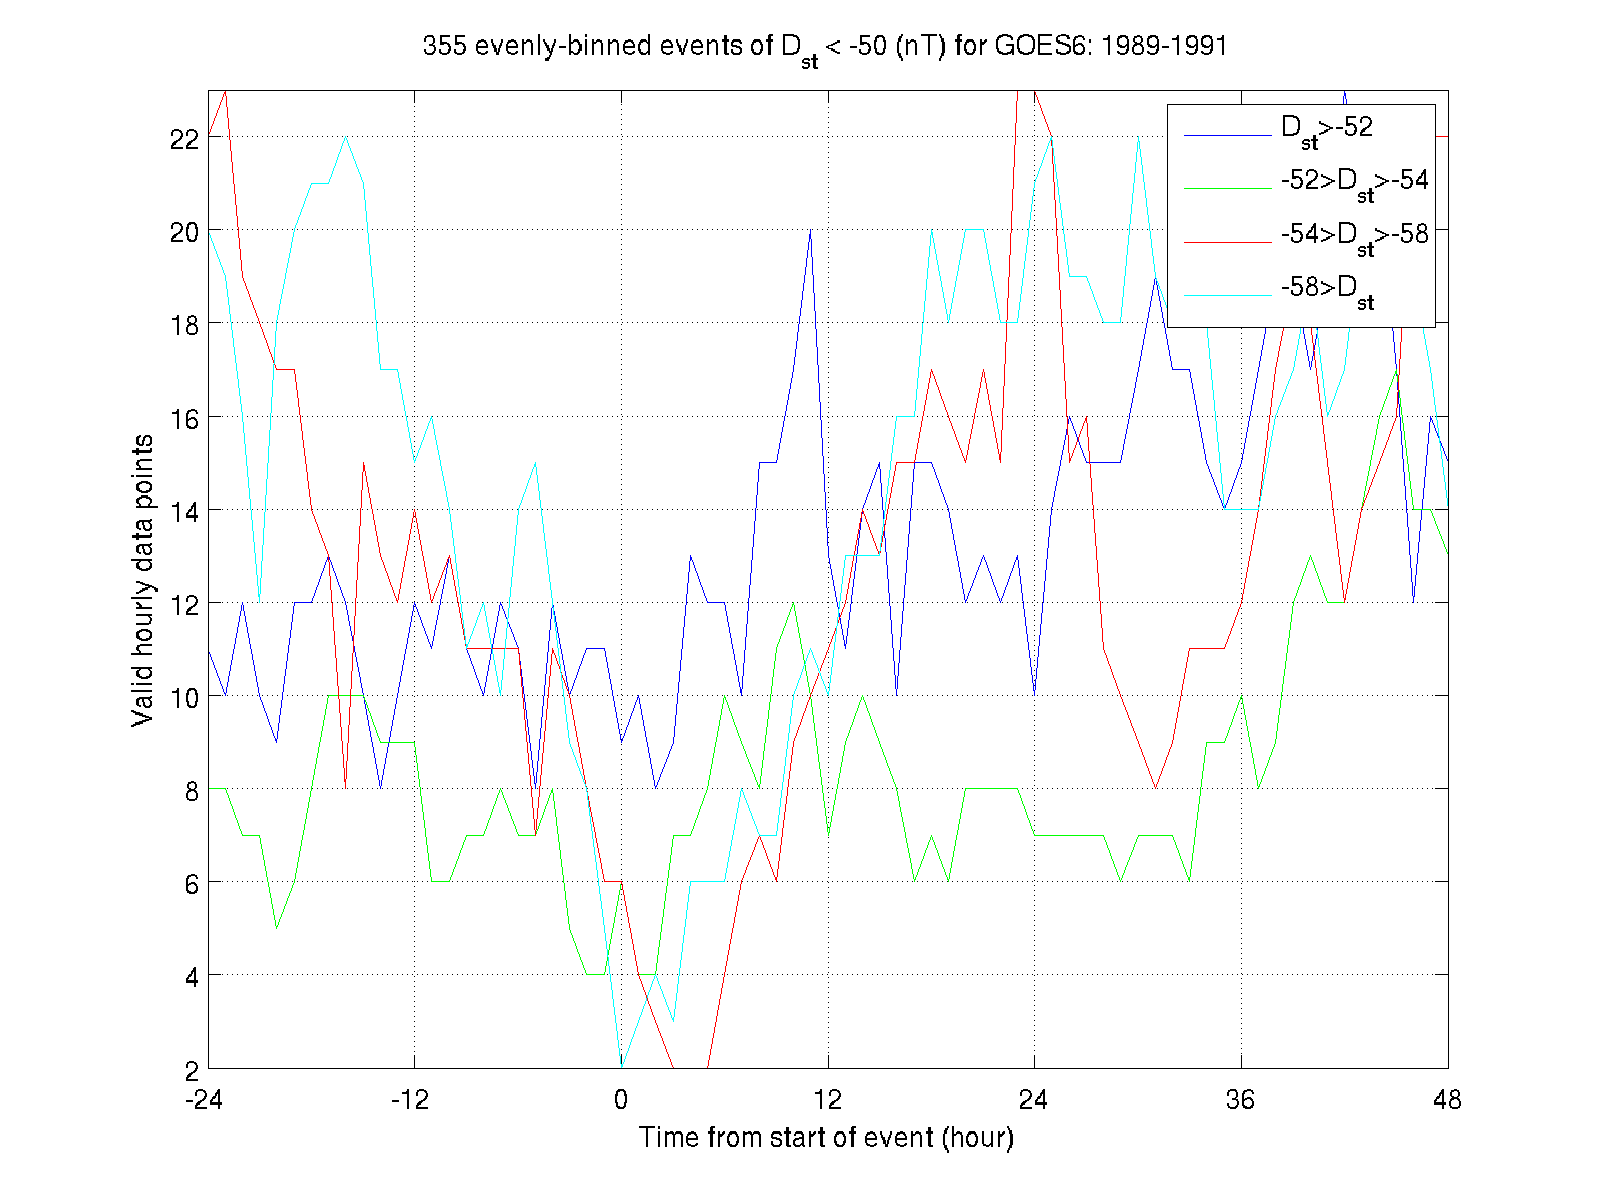 355 evenly-binned events of Dst < -50 (nT) for GOES6: 1989-1991
Dst>-52
-52>Dst>-54
-54>Dst>-58
-58>Dst
Valid hourly data points
22
20
18
16
14
12
10
8
6
4
2
-24 -12 0 12 24 36 48
Time from start of event (hour)